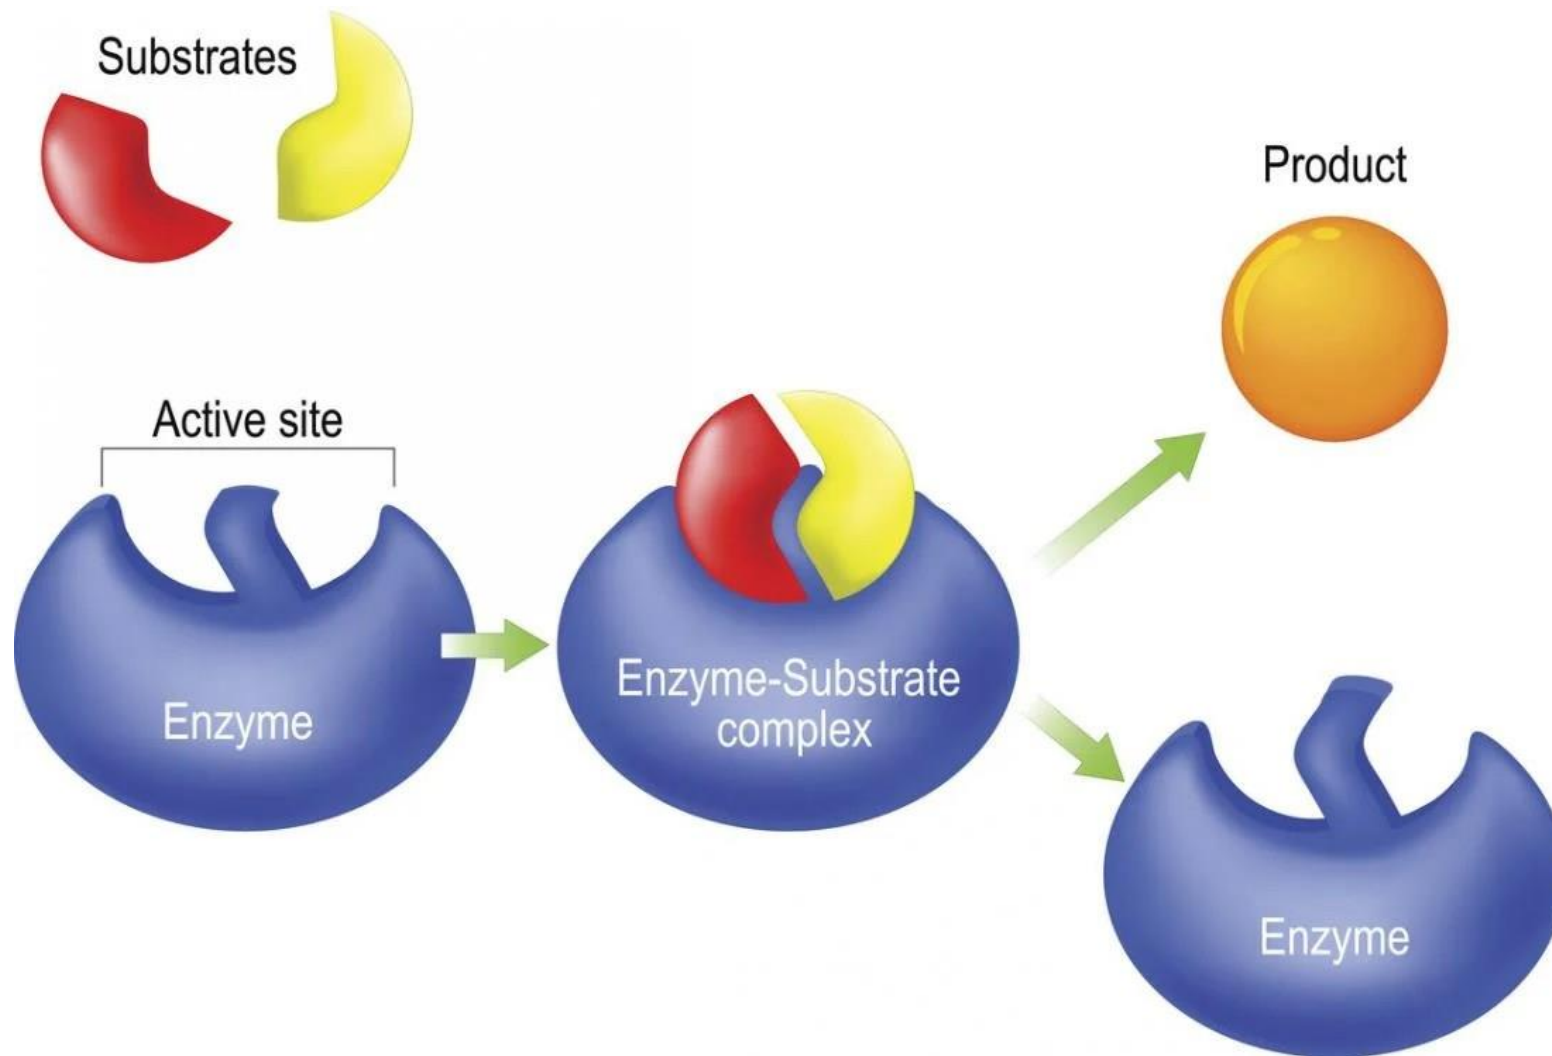 Substrates
Product
Active site
Enzyme
Enzyme-Substrate
complex
Enzyme